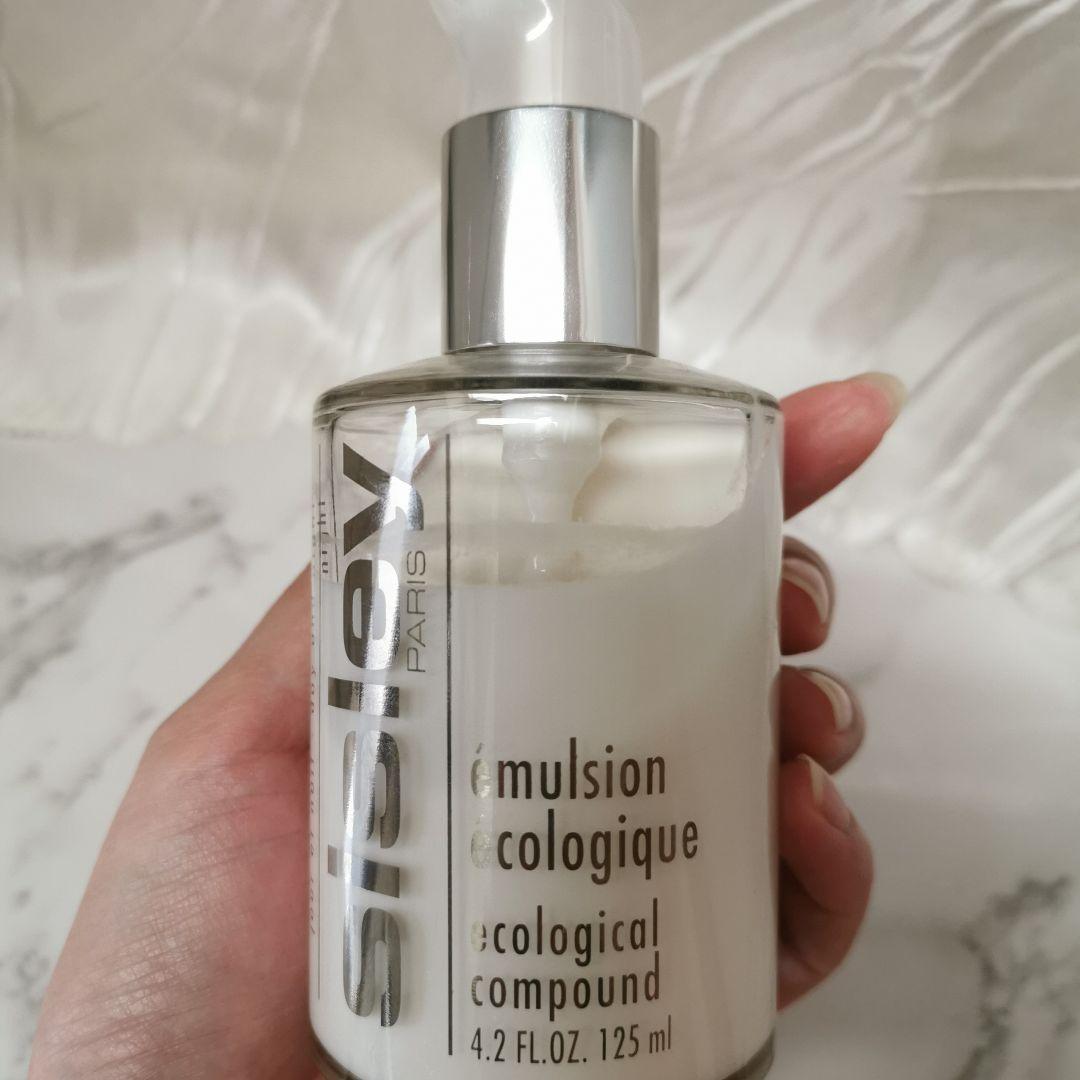 sisley
PARIS
émulsion
écologique
ecological
compound
4.2 FL.OZ. 125 ml